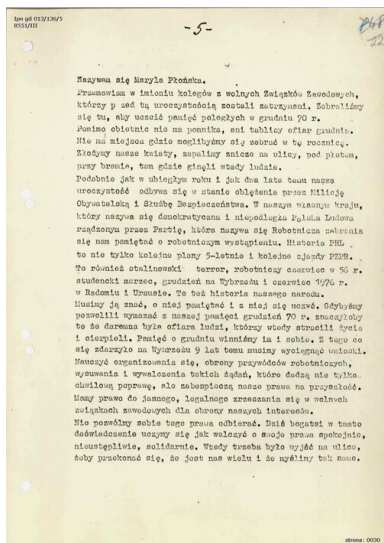 Ipn gd 013/136/5
8551/III
- 5 -
Nazywam się Maryla Płońska.
Przemawiam w imieniu kolegów z wolnych Związków Zawodowych,
którzy p zed tą uroczystością zostali zatrzymani. Zebraliśmy
się tu, aby uczcić pamięć poległych w grudniu 70 r.
Pomimo obietnic nie ma pomnika, ani tablicy ofiar grudnia.
Nie ma miejsca gdzie moglibyśmy się zebrać w tę rocznicę.
Złożymy nasze kwiaty, zapalimy znicze na ulicy, pod płotem,
przy bramie, tam gdzie ginęli wtedy ludzie.
Podobnie jak w ubiegłym roku i jak dwa lata temu nasza
uroczystość odbywa się w stanie oblężenia przez Milicję
Obywatelską i Służbę Bezpieczeństwa. W naszym własnym kraju,
który nazywa się demokratyczna i niepodległa Polska Ludowa
rządzonym przez Partię, która nazywa się Robotnicza zabrania
się nam pamiętać o robotniczym wystąpieniu. Historia PRL
to nie tylko kolejne plany 5-letnie i kolejne zjazdy PZPR.
To również stalinowski terror, robotniczy czerwiec w 56 r.
studencki marzec, grudzień na Wybrzeżu i czerwiec 1976 r
w Radomiu i Ursusie. To też historia naszego narodu.
Musimy ją znać, o niej pamiętać i z niej się uczyć. Gdybyśmy
pozwolili wymazać z naszej pamięci grudzień 70 r. znaczyłoby
to że daremna była ofiara ludzi, którzy wtedy stracili życie
i cierpieli. Pamięć o grudniu winniśmy im i sobie. Z tego co
się zdarzyło na Wybrzeżu 9 lat temu musimy wyciągnąć wnioski.
Nauczyć organizowania się, obrony przywódców robotniczych,
wysuwania i wywalczenia takich żądań, które dadzą nie tylko
chwilową poprawę, ale zabezpieczą nasze prawa na przyszłość.
Mamy prawo do jawnego, legalnego zrzeszania się w wolnych
związkach zawodowych dla obrony naszych interesów.
Nie pozwólmy sobie tego prawa odbierać. Dziś bogatsi w tamto
doświadczenie uczymy się jak walczyć o swoje prawa spokojnie,
nieustępliwie, solidarnie. Wtedy trzeba było wyjść na ulice,
żeby przekonać się, że jest nas wielu i że myślimy tak samo.
strona: 0030